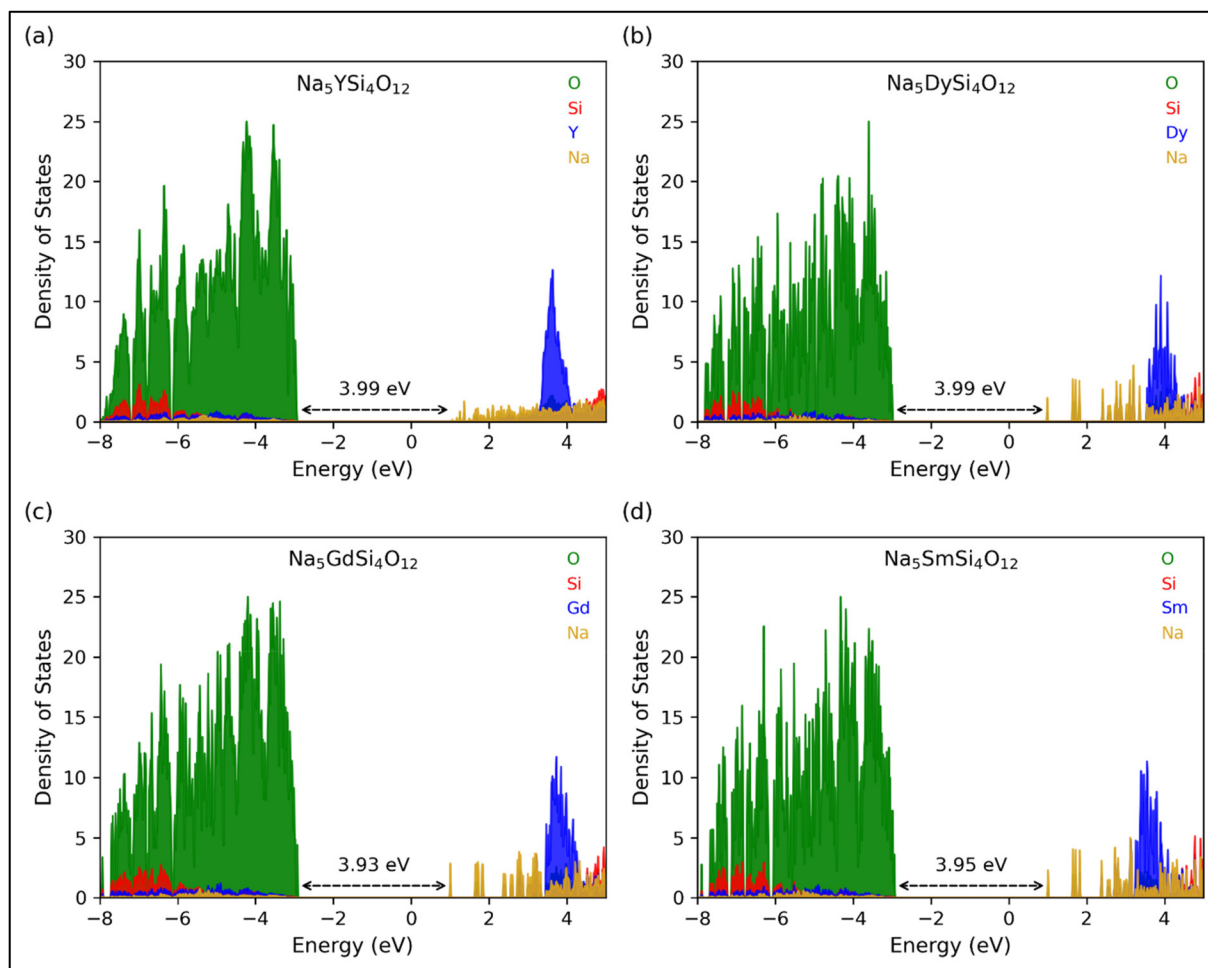 (a)
Na₅YSi₄O₁₂
O
Si
Y
Na
3.99 eV
30
25
20
15
10
5
0
Density of States
−8 −6 −4 −2 0 2 4
Energy (eV)
(b)
Na₅DySi₄O₁₂
O
Si
Dy
Na
3.99 eV
30
25
20
15
10
5
0
Density of States
−8 −6 −4 −2 0 2 4
Energy (eV)
(c)
Na₅GdSi₄O₁₂
O
Si
Gd
Na
3.93 eV
30
25
20
15
10
5
0
Density of States
−8 −6 −4 −2 0 2 4
Energy (eV)
(d)
Na₅SmSi₄O₁₂
O
Si
Sm
Na
3.95 eV
30
25
20
15
10
5
0
Density of States
−8 −6 −4 −2 0 2 4
Energy (eV)